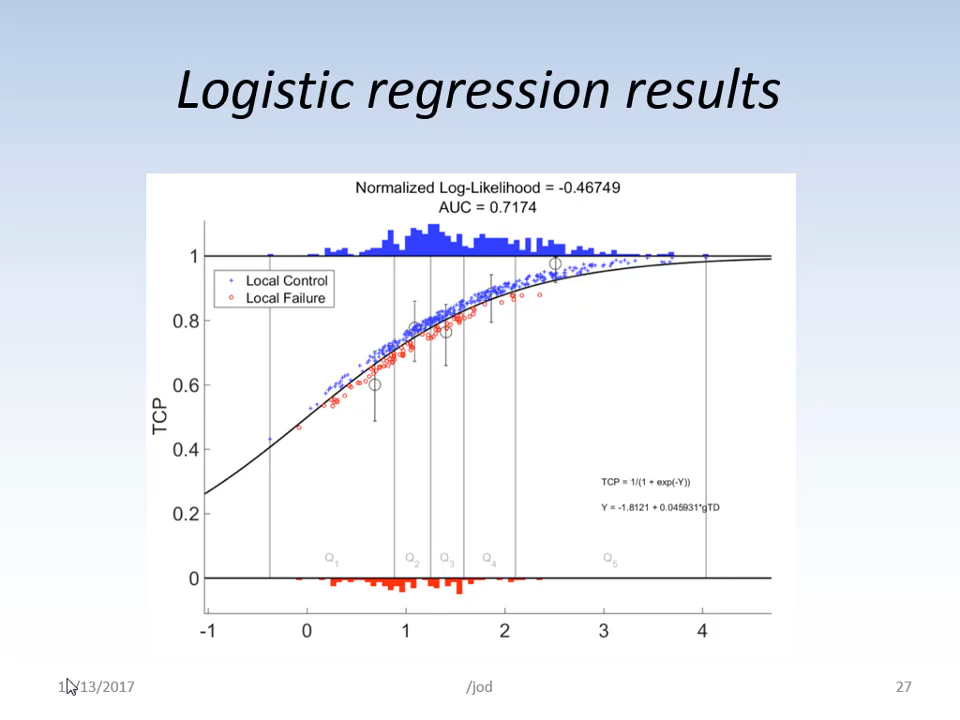 Logistic regression results
Normalized Log-Likelihood = -0.46749
AUC = 0.7174
1
0.8
0.6
0.4
0.2
0
TCP
Local Control
Local Failure
TCP = 1/(1 + exp(-Y))
Y = -1.8121 + 0.045931*gTD
Q1 Q2 Q3 Q4 Q5
-1 0 1 2 3 4
/13/2017 /jod 27